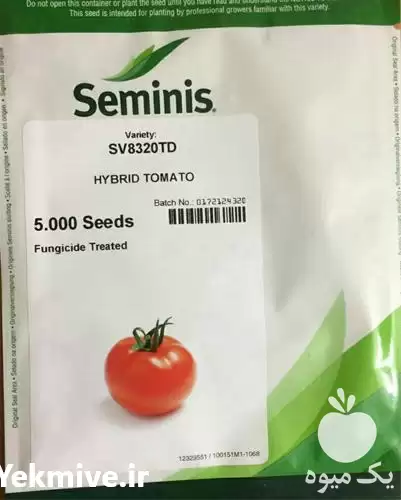 Do not open this container or plant the seed until you have read and understand
This seed is intended for planting by professional growers familiar with this variety.
Seminis
Variety:
SV8320TD
HYBRID TOMATO
Batch No.: 0172124320
5.000 Seeds
Fungicide Treated
12329551 / 100151M1-1068
Yekmive.ir
یک میوه